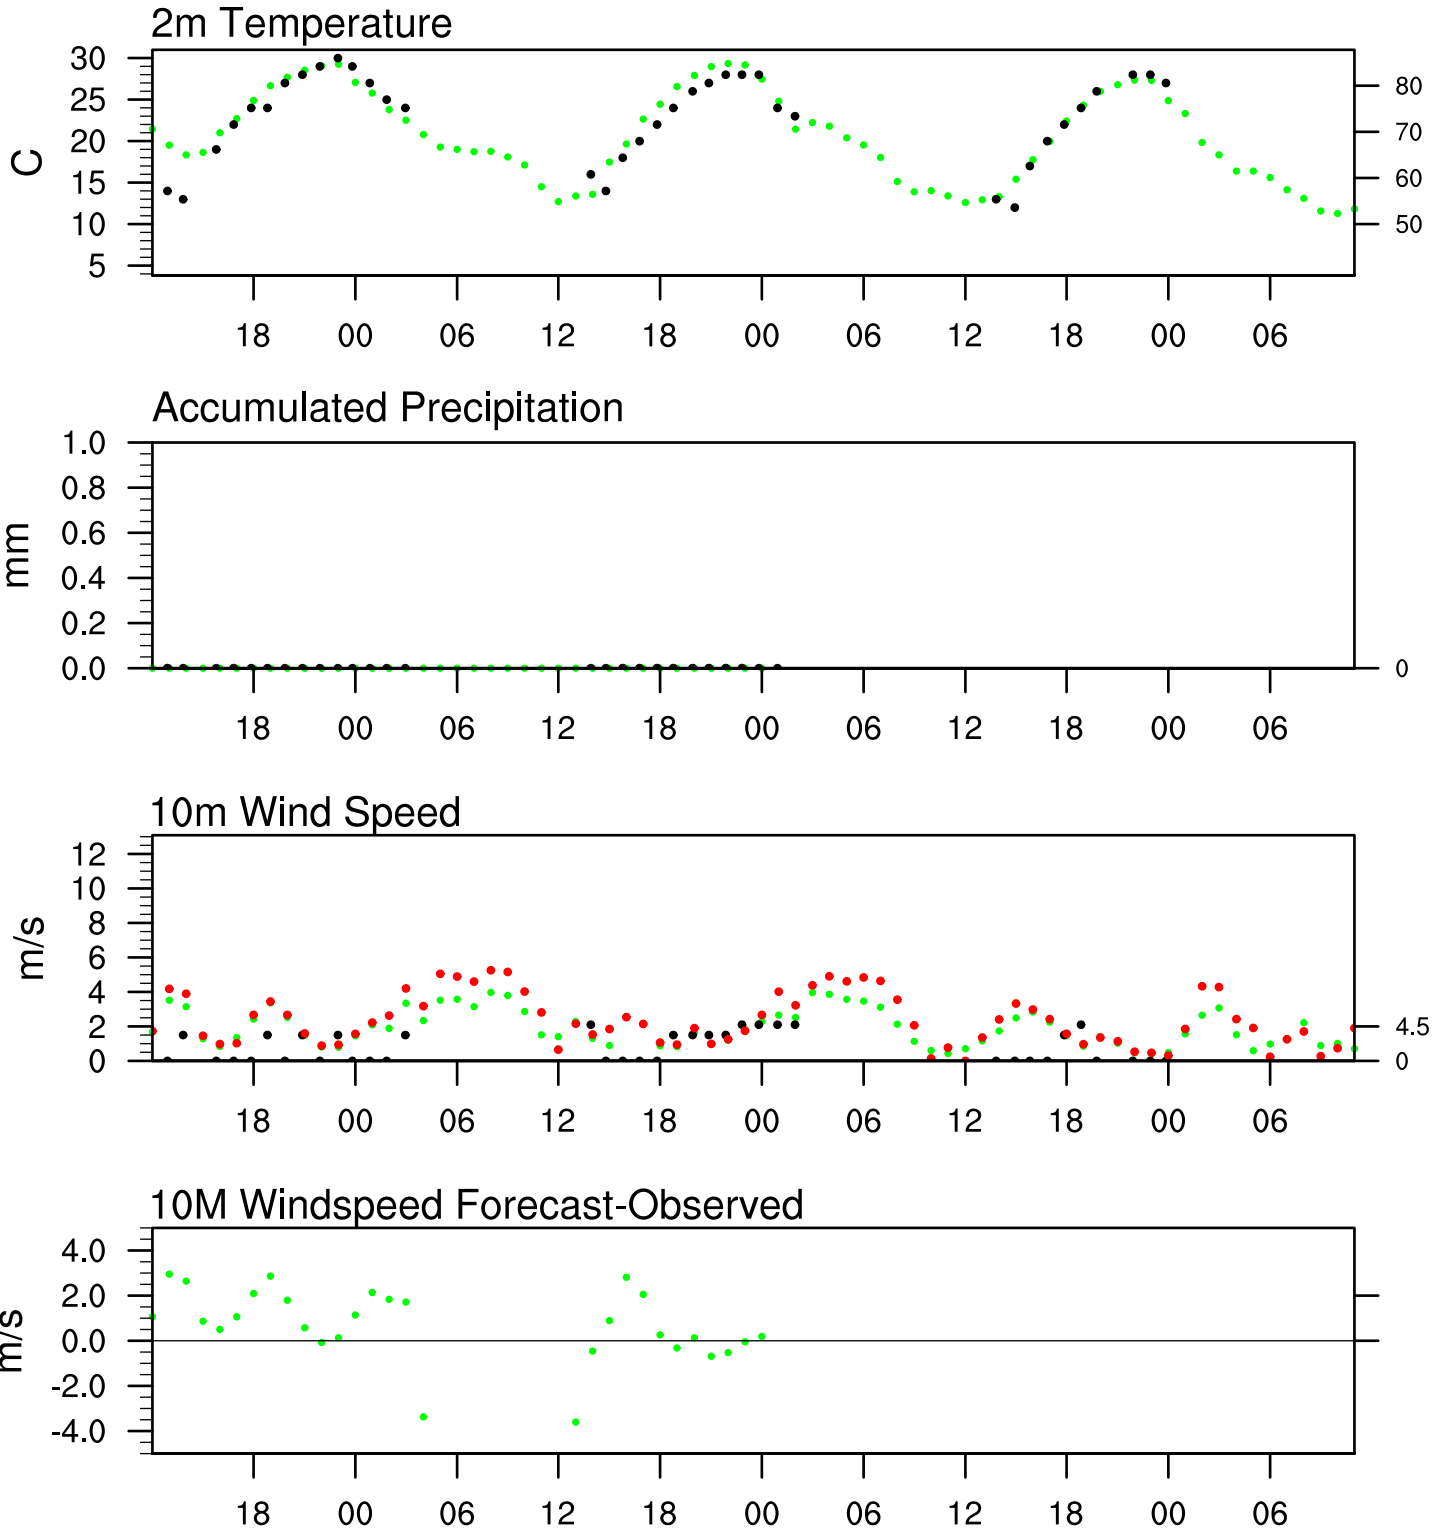 2m Temperature
30
25
20
15
10
5
C
80
70
60
50
18 00 06 12 18 00 06 12 18 00 06
Accumulated Precipitation
1.0
0.8
0.6
0.4
0.2
0.0
mm
0
18 00 06 12 18 00 06 12 18 00 06
10m Wind Speed
12
10
8
6
4
2
0
m/s
4.5
0
18 00 06 12 18 00 06 12 18 00 06
10M Windspeed Forecast-Observed
4.0
2.0
0.0
-2.0
-4.0
m/s
18 00 06 12 18 00 06 12 18 00 06